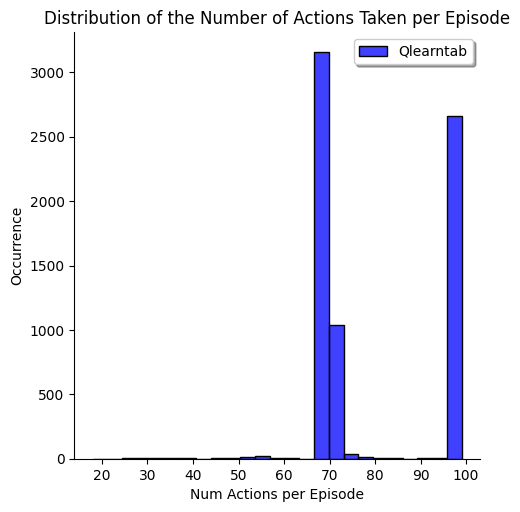 Distribution of the Number of Actions Taken per Episode
Qlearntab
3000
2500
2000
1500
1000
500
0
Occurrence
20 30 40 50 60 70 80 90 100
Num Actions per Episode